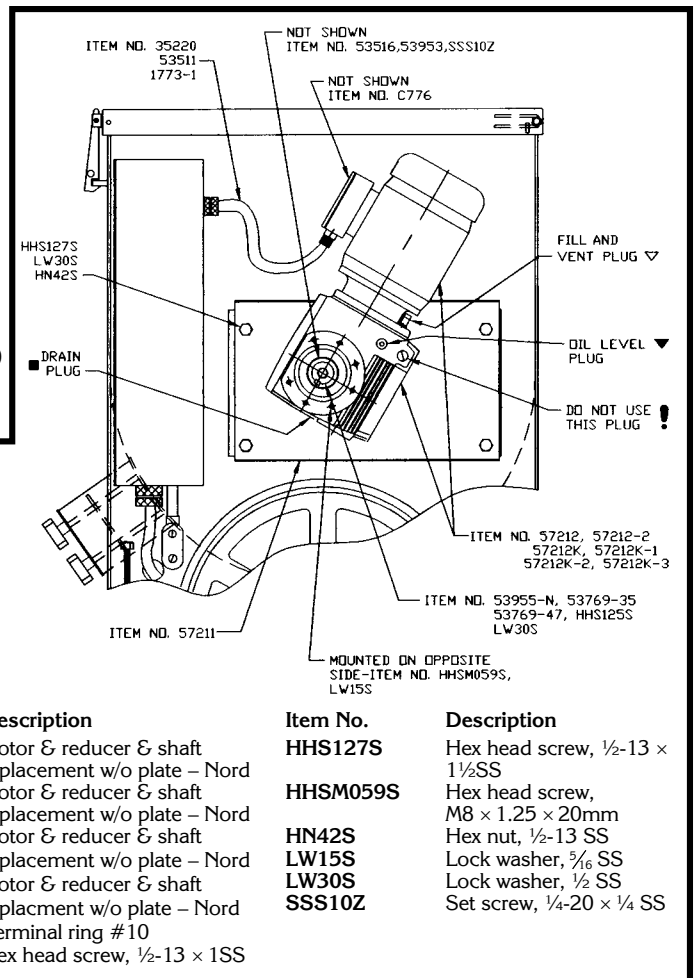 NOT SHOWN
ITEM NO. 53516,53953,SSS10Z
ITEM NO. 35220
53511
1773-1
NOT SHOWN
ITEM NO. C776
HHS127S
LW30S
HN42S
FILL AND
VENT PLUG ▽
■ DRAIN
PLUG
OIL LEVEL ▼
PLUG
DO NOT USE !
THIS PLUG
ITEM NO. 57212, 57212-2
57212K, 57212K-1
57212K-2, 57212K-3
ITEM NO. 53955-N, 53769-35
53769-47, HHS125S
LW30S
ITEM NO. 57211
MOUNTED ON OPPOSITE
SIDE-ITEM NO. HHSM059S,
LW15S
escription
otor & reducer & shaft
placement w/o plate – Nord
otor & reducer & shaft
placement w/o plate – Nord
otor & reducer & shaft
placement w/o plate – Nord
otor & reducer & shaft
placment w/o plate – Nord
erminal ring #10
ex head screw, ½-13 × 1SS
Item No. Description
HHS127S Hex head screw, ½-13 ×
1½SS
HHSM059S Hex head screw,
M8 × 1.25 × 20mm
HN42S Hex nut, ½-13 SS
LW15S Lock washer, 5⁄16 SS
LW30S Lock washer, ½ SS
SSS10Z Set screw, ¼-20 × ¼ SS